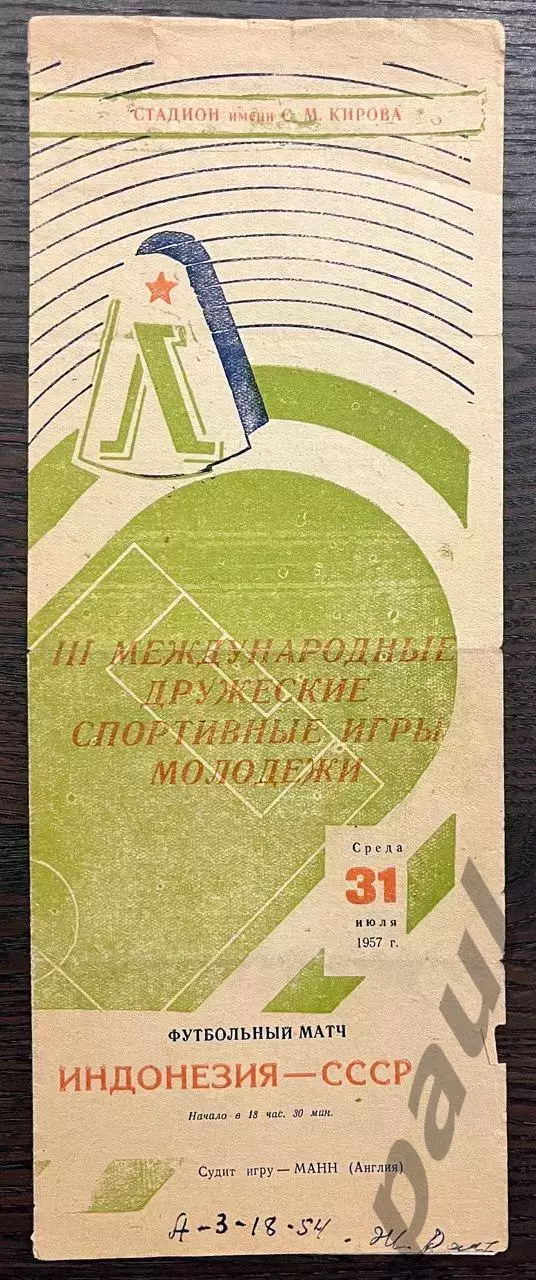 СТАДИОН имени С. М. КИРОВА
Л
III МЕЖДУНАРОДНЫЕ
ДРУЖЕСКИЕ
СПОРТИВНЫЕ ИГРЫ
МОЛОДЕЖИ
Среда
31
июля
1957 г.
ФУТБОЛЬНЫЙ МАТЧ
ИНДОНЕЗИЯ—СССР
Начало в 18 час. 30 мин.
Судит игру—МАНН (Англия)
А-3-18-54
paul